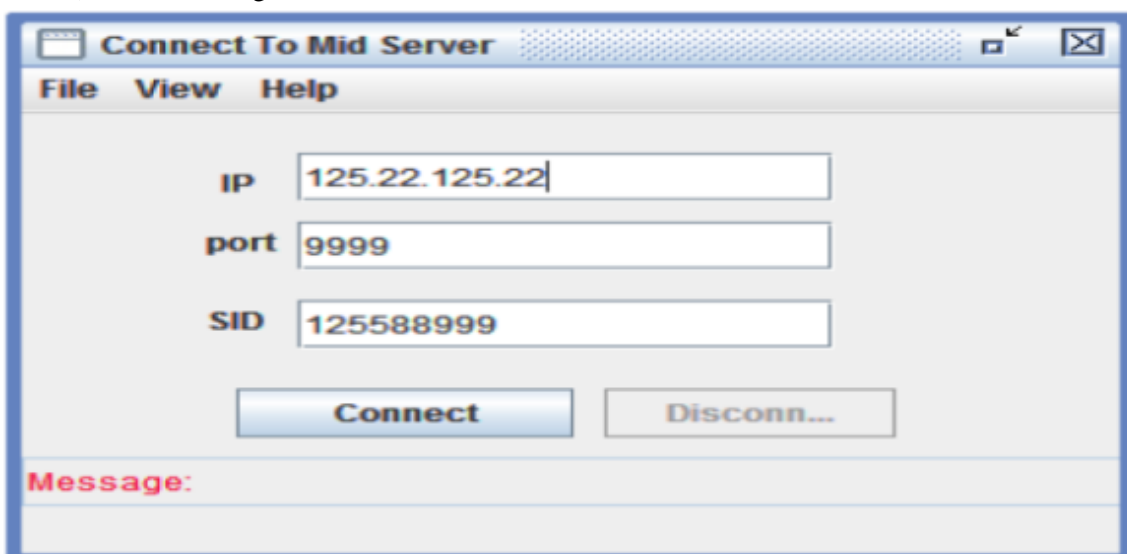 Connect To Mid Server
File View Help
IP 125.22.125.22
port 9999
SID 125588999
Connect Disconn...
Message: